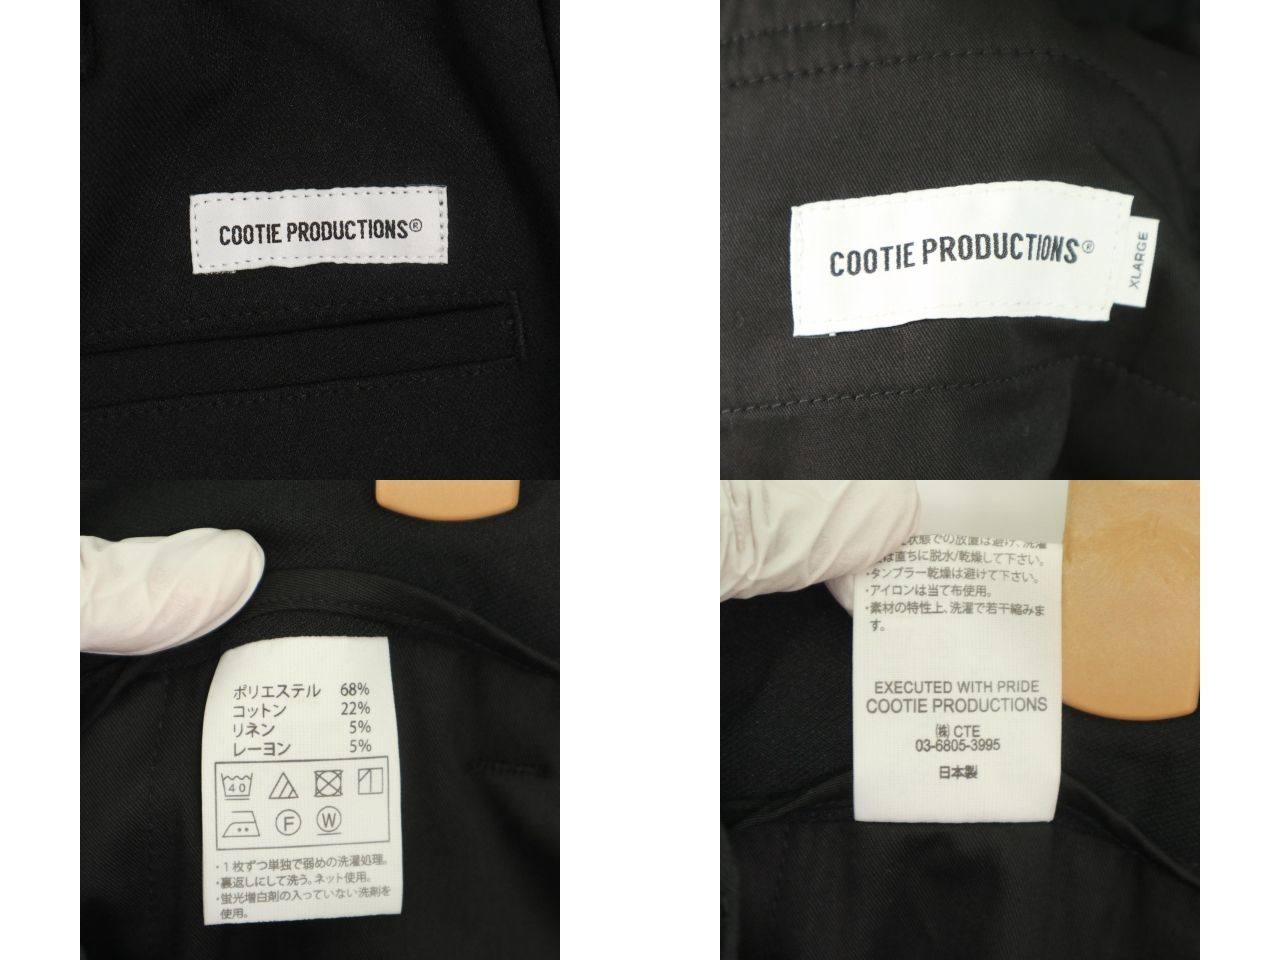 COOTIE PRODUCTIONS®
COOTIE PRODUCTIONS®
XLARGE
ポリエステル 68%
コットン 22%
リネン 5%
レーヨン 5%
40
F
W
・1枚ずつ単独で弱めの洗濯処理。
・裏返しにして洗う。ネット使用。
・蛍光増白剤の入っていない洗剤を
使用。
状態での放置は避け、洗濯
は直ちに脱水/乾燥して下さい。
・タンブラー乾燥は避けて下さい。
・アイロンは当て布使用。
・素材の特性上、洗濯で若干縮みま
す。
EXECUTED WITH PRIDE
COOTIE PRODUCTIONS
㈱ CTE
03-6805-3995
日本製